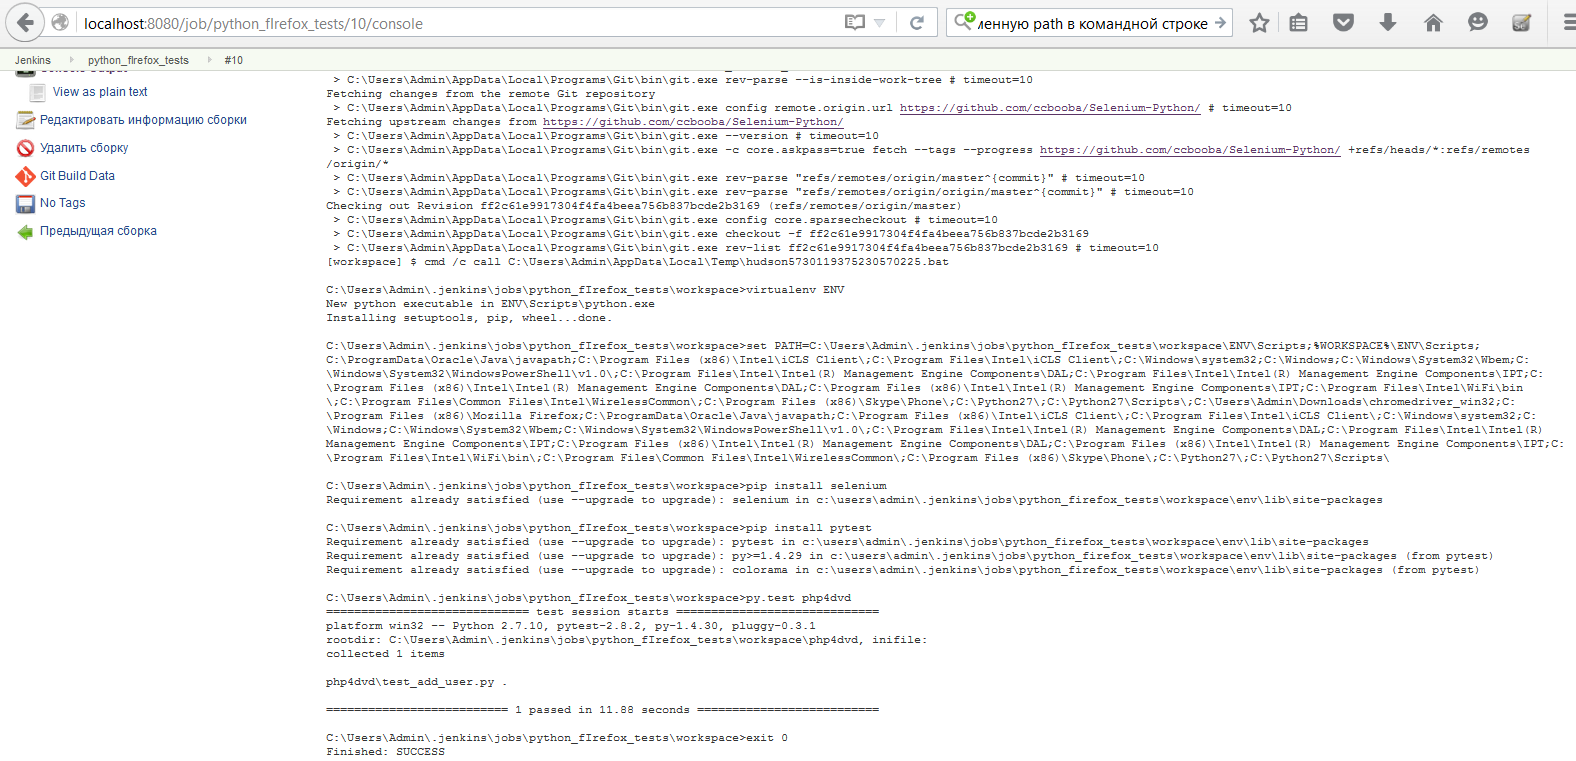 localhost:8080/job/python_fIrefox_tests/10/console
менную path в командной строке
Jenkins
python_fIrefox_tests
#10
View as plain text
Редактировать информацию сборки
Удалить сборку
Git Build Data
No Tags
Предыдущая сборка
> C:\Users\Admin\AppData\Local\Programs\Git\bin\git.exe rev-parse --is-inside-work-tree # timeout=10
Fetching changes from the remote Git repository
> C:\Users\Admin\AppData\Local\Programs\Git\bin\git.exe config remote.origin.url https://github.com/ccbooba/Selenium-Python/ # timeout=10
Fetching upstream changes from https://github.com/ccbooba/Selenium-Python/
> C:\Users\Admin\AppData\Local\Programs\Git\bin\git.exe --version # timeout=10
> C:\Users\Admin\AppData\Local\Programs\Git\bin\git.exe -c core.askpass=true fetch --tags --progress https://github.com/ccbooba/Selenium-Python/ +refs/heads/*:refs/remotes
/origin/*
> C:\Users\Admin\AppData\Local\Programs\Git\bin\git.exe rev-parse "refs/remotes/origin/master^{commit}" # timeout=10
> C:\Users\Admin\AppData\Local\Programs\Git\bin\git.exe rev-parse "refs/remotes/origin/origin/master^{commit}" # timeout=10
Checking out Revision ff2c61e9917304f4fa4beea756b837bcde2b3169 (refs/remotes/origin/master)
> C:\Users\Admin\AppData\Local\Programs\Git\bin\git.exe config core.sparsecheckout # timeout=10
> C:\Users\Admin\AppData\Local\Programs\Git\bin\git.exe checkout -f ff2c61e9917304f4fa4beea756b837bcde2b3169
> C:\Users\Admin\AppData\Local\Programs\Git\bin\git.exe rev-list ff2c61e9917304f4fa4beea756b837bcde2b3169 # timeout=10
[workspace] $ cmd /c call C:\Users\Admin\AppData\Local\Temp\hudson5730119375230570225.bat
C:\Users\Admin\.jenkins\jobs\python_fIrefox_tests\workspace>virtualenv ENV
New python executable in ENV\Scripts\python.exe
Installing setuptools, pip, wheel...done.
C:\Users\Admin\.jenkins\jobs\python_fIrefox_tests\workspace>set PATH=C:\Users\Admin\.jenkins\jobs\python_fIrefox_tests\workspace\ENV\Scripts;%WORKSPACE%\ENV\Scripts;
C:\ProgramData\Oracle\Java\javapath;C:\Program Files (x86)\Intel\iCLS Client\;C:\Program Files\Intel\iCLS Client\;C:\Windows\system32;C:\Windows;C:\Windows\System32\Wbem;C:
\Windows\System32\WindowsPowerShell\v1.0\;C:\Program Files\Intel\Intel(R) Management Engine Components\DAL;C:\Program Files\Intel\Intel(R) Management Engine Components\IPT;C:
\Program Files (x86)\Intel\Intel(R) Management Engine Components\DAL;C:\Program Files (x86)\Intel\Intel(R) Management Engine Components\IPT;C:\Program Files\Intel\WiFi\bin
\;C:\Program Files\Common Files\Intel\WirelessCommon\;C:\Program Files (x86)\Skype\Phone\;C:\Python27\;C:\Python27\Scripts\;C:\Users\Admin\Downloads\chromedriver_win32;C:
\Program Files (x86)\Mozilla Firefox;C:\ProgramData\Oracle\Java\javapath;C:\Program Files (x86)\Intel\iCLS Client\;C:\Program Files\Intel\iCLS Client\;C:\Windows\system32;C:
\Windows;C:\Windows\System32\Wbem;C:\Windows\System32\WindowsPowerShell\v1.0\;C:\Program Files\Intel\Intel(R) Management Engine Components\DAL;C:\Program Files\Intel\Intel(R)
Management Engine Components\IPT;C:\Program Files (x86)\Intel\Intel(R) Management Engine Components\DAL;C:\Program Files (x86)\Intel\Intel(R) Management Engine Components\IPT;C:
\Program Files\Intel\WiFi\bin\;C:\Program Files\Common Files\Intel\WirelessCommon\;C:\Program Files (x86)\Skype\Phone\;C:\Python27\;C:\Python27\Scripts\
C:\Users\Admin\.jenkins\jobs\python_fIrefox_tests\workspace>pip install selenium
Requirement already satisfied (use --upgrade to upgrade): selenium in c:\users\admin\.jenkins\jobs\python_firefox_tests\workspace\env\lib\site-packages
C:\Users\Admin\.jenkins\jobs\python_fIrefox_tests\workspace>pip install pytest
Requirement already satisfied (use --upgrade to upgrade): pytest in c:\users\admin\.jenkins\jobs\python_firefox_tests\workspace\env\lib\site-packages
Requirement already satisfied (use --upgrade to upgrade): py>=1.4.29 in c:\users\admin\.jenkins\jobs\python_firefox_tests\workspace\env\lib\site-packages (from pytest)
Requirement already satisfied (use --upgrade to upgrade): colorama in c:\users\admin\.jenkins\jobs\python_firefox_tests\workspace\env\lib\site-packages (from pytest)
C:\Users\Admin\.jenkins\jobs\python_fIrefox_tests\workspace>py.test php4dvd
============================= test session starts =============================
platform win32 -- Python 2.7.10, pytest-2.8.2, py-1.4.30, pluggy-0.3.1
rootdir: C:\Users\Admin\.jenkins\jobs\python_fIrefox_tests\workspace\php4dvd, inifile:
collected 1 items
php4dvd\test_add_user.py .
========================== 1 passed in 11.88 seconds ==========================
C:\Users\Admin\.jenkins\jobs\python_fIrefox_tests\workspace>exit 0
Finished: SUCCESS